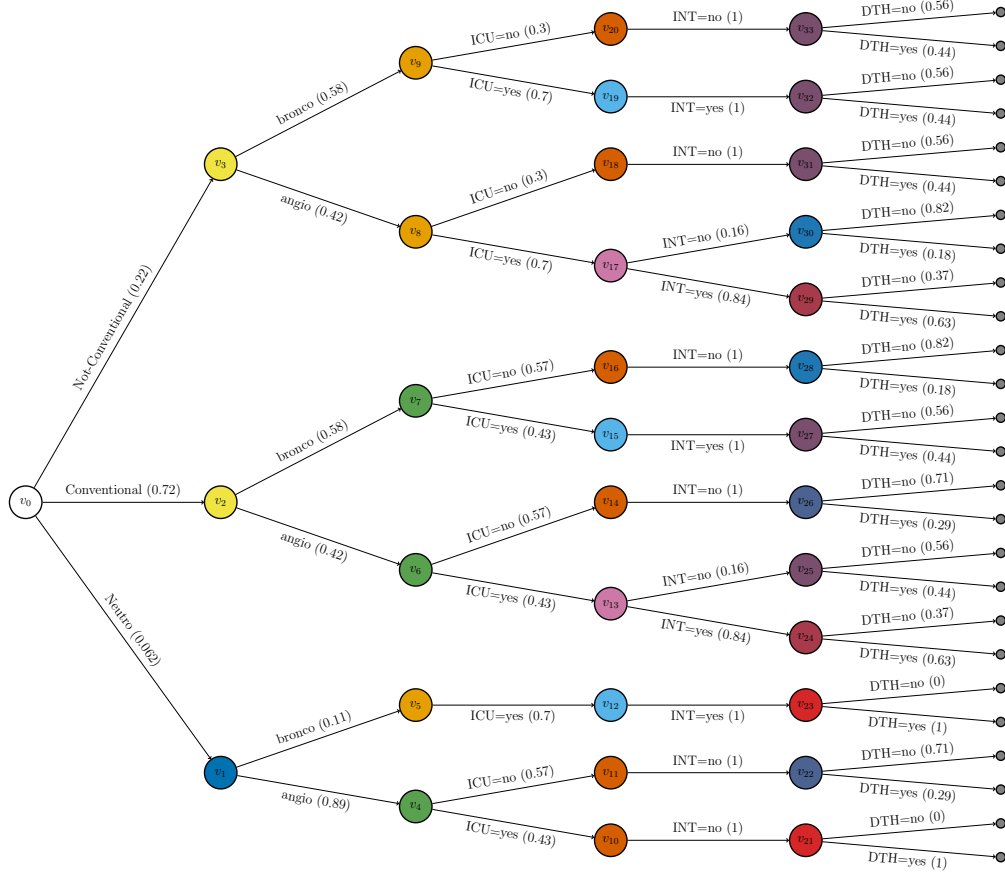 DTH=no (0.56)
INT=no (1)
ICU=no (0.3)
v20
v33
DTH=yes (0.44)
v9
DTH=no (0.56)
ICU=yes (0.7)
v19
INT=yes (1)
v32
bronco (0.58)
DTH=yes (0.44)
DTH=no (0.56)
INT=no (1)
v3
ICU=no (0.3)
v18
v31
DTH=yes (0.44)
angio (0.42)
DTH=no (0.82)
v8
INT=no (0.16)
v30
ICU=yes (0.7)
DTH=yes (0.18)
v17
DTH=no (0.37)
INT=yes (0.84)
v29
Not-Conventional (0.22)
DTH=yes (0.63)
DTH=no (0.82)
INT=no (1)
ICU=no (0.57)
v16
v28
DTH=yes (0.18)
v7
DTH=no (0.56)
ICU=yes (0.43)
v15
INT=yes (1)
v27
bronco (0.58)
DTH=yes (0.44)
DTH=no (0.71)
Conventional (0.72)
INT=no (1)
v0
v2
ICU=no (0.57)
v14
v26
DTH=yes (0.29)
angio (0.42)
DTH=no (0.56)
v6
INT=no (0.16)
v25
ICU=yes (0.43)
DTH=yes (0.44)
v13
DTH=no (0.37)
INT=yes (0.84)
v24
Neutro (0.062)
DTH=yes (0.63)
DTH=no (0)
v5
ICU=yes (0.7)
v12
INT=yes (1)
v23
bronco (0.11)
DTH=yes (1)
DTH=no (0.71)
INT=no (1)
v1
ICU=no (0.57)
v11
v22
DTH=yes (0.29)
angio (0.89)
v4
DTH=no (0)
INT=no (1)
ICU=yes (0.43)
v10
v21
DTH=yes (1)